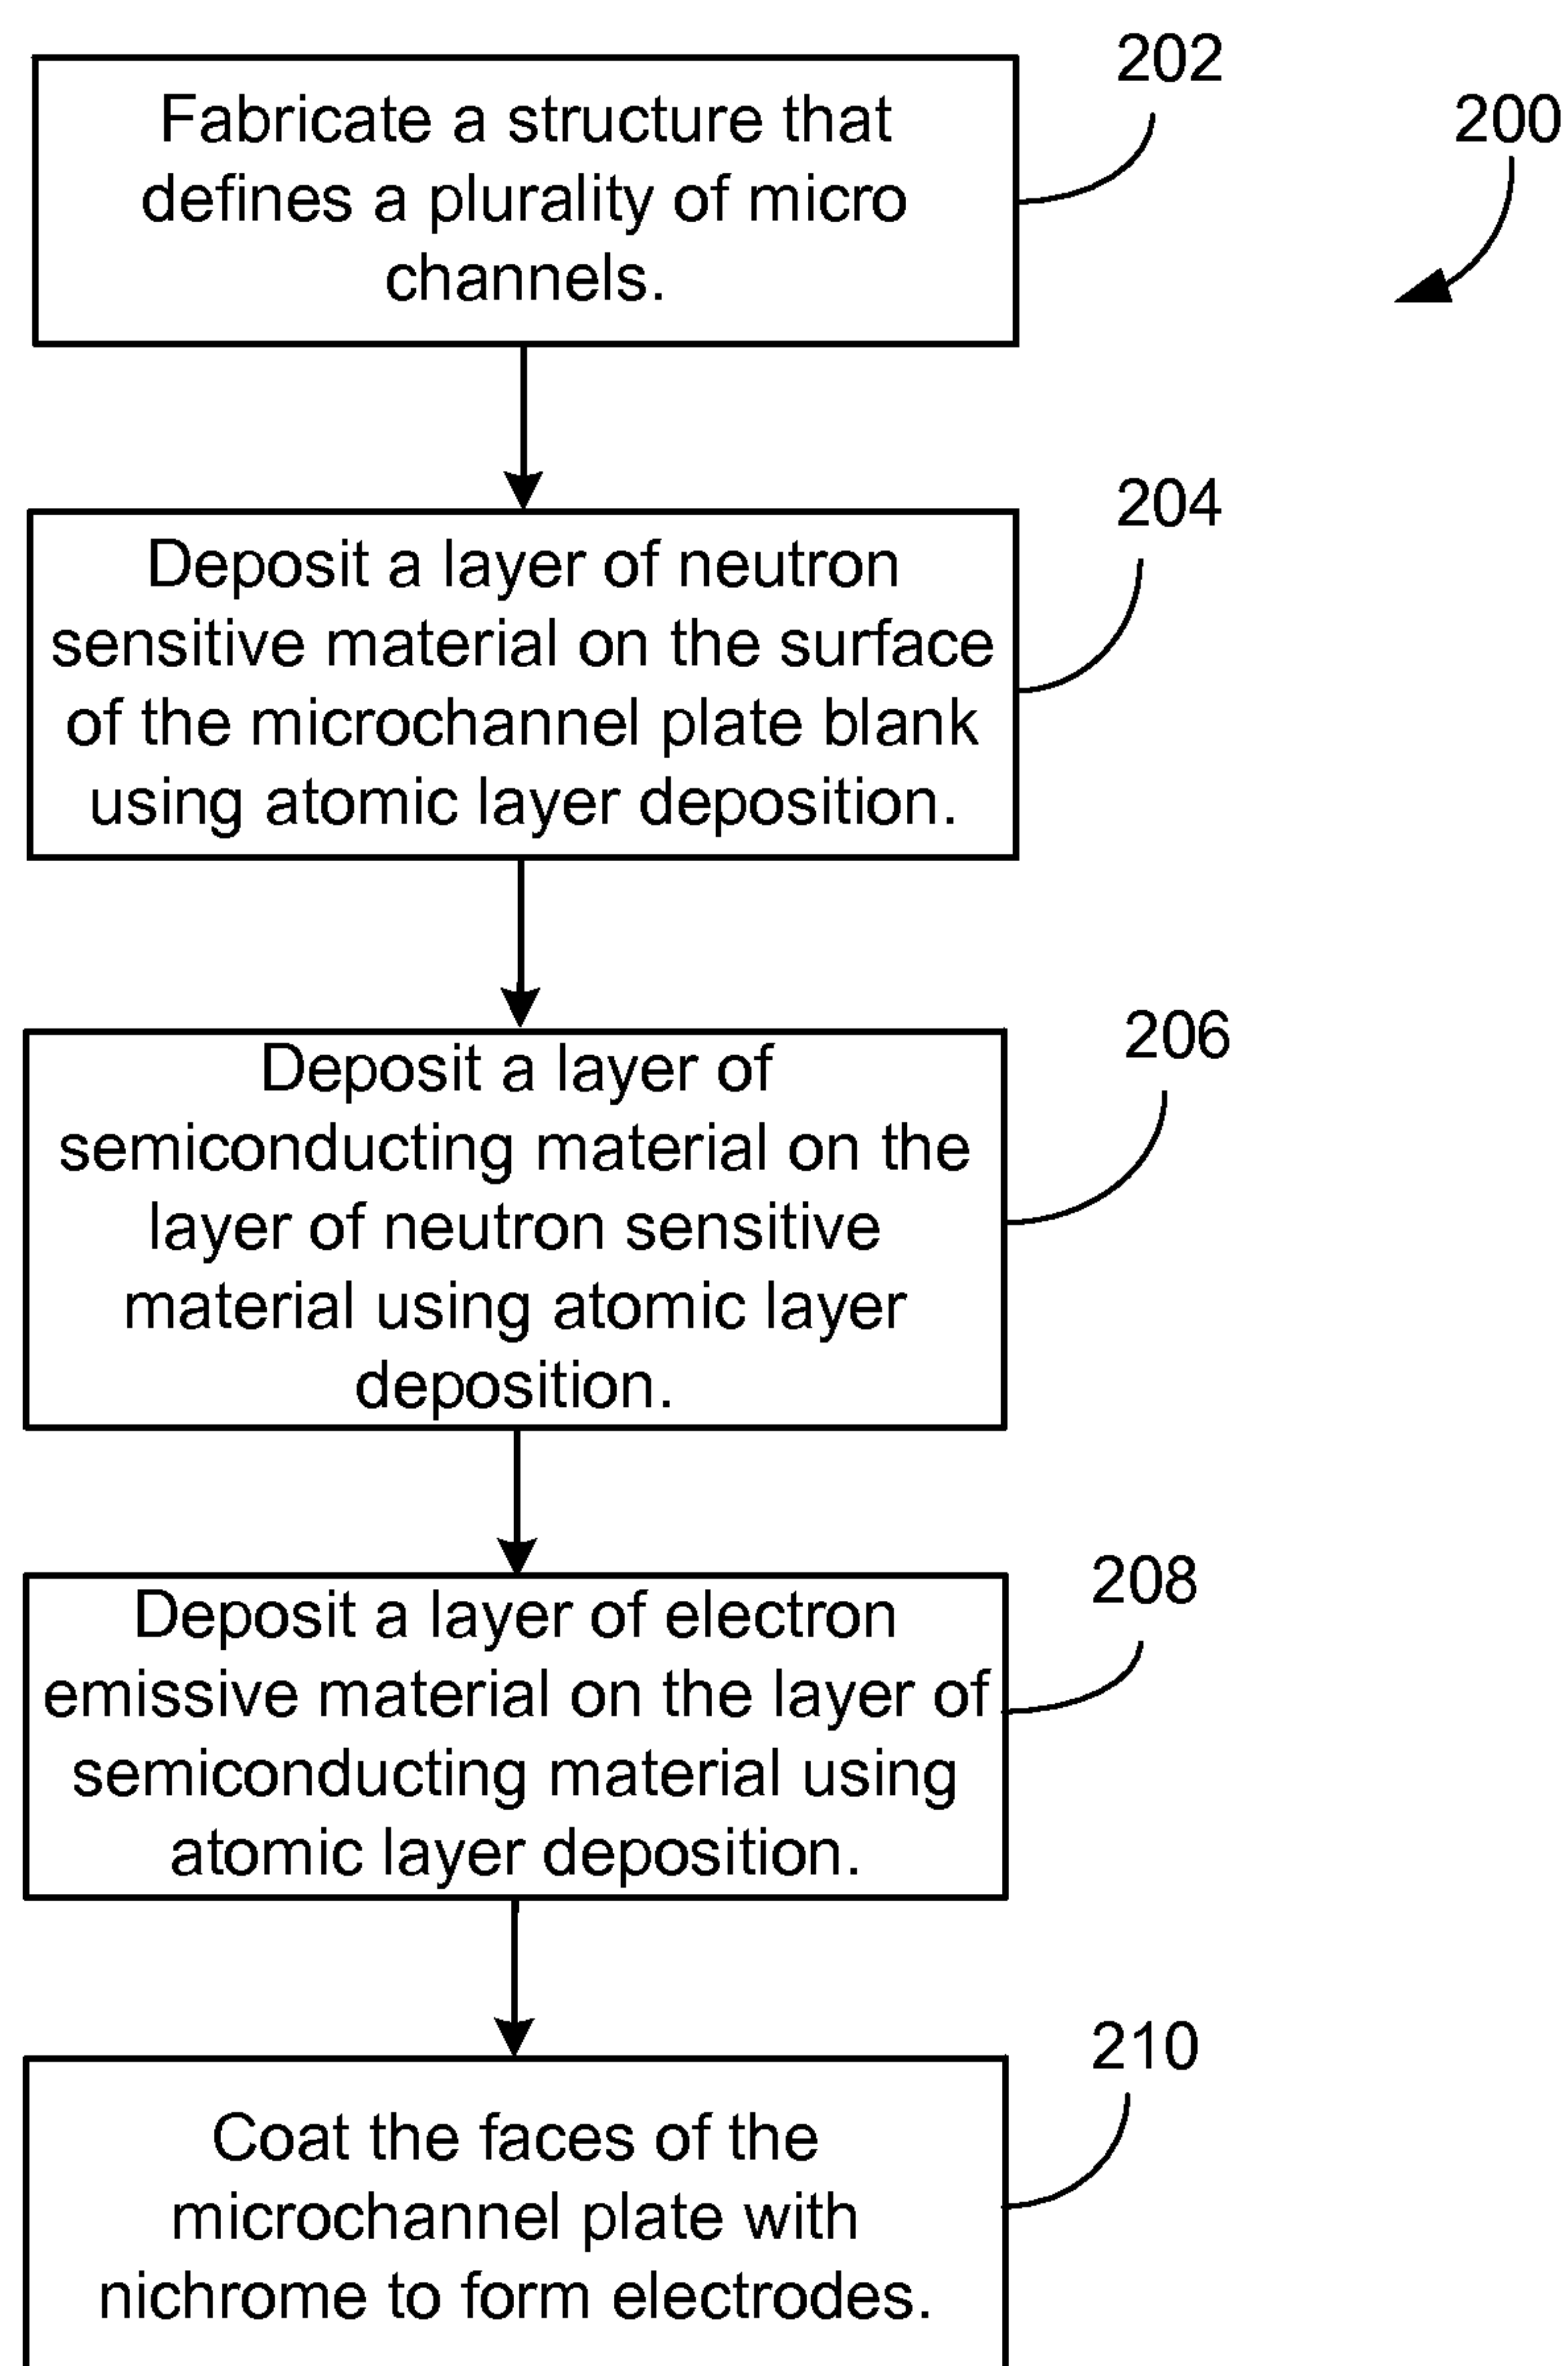 202
200
Fabricate a structure that
defines a plurality of micro
channels.
204
Deposit a layer of neutron
sensitive material on the surface
of the microchannel plate blank
using atomic layer deposition.
206
Deposit a layer of
semiconducting material on the
layer of neutron sensitive
material using atomic layer
deposition.
208
Deposit a layer of electron
emissive material on the layer of
semiconducting material using
atomic layer deposition.
210
Coat the faces of the
microchannel plate with
nichrome to form electrodes.